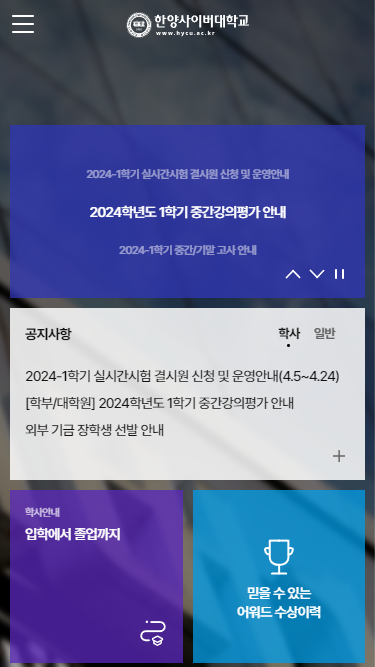 한양사이버대학교
www.hycu.ac.kr
2024-1학기 실시간시험 결시원 신청 및 운영안내
2024학년도 1학기 중간강의평가 안내
2024-1학기 중간/기말 고사 안내
공지사항
학사 일반
2024-1학기 실시간시험 결시원 신청 및 운영안내(4.5~4.24)
[학부/대학원] 2024학년도 1학기 중간강의평가 안내
외부 기금 장학생 선발 안내
학사안내
입학에서 졸업까지
믿을 수 있는
어워드 수상이력